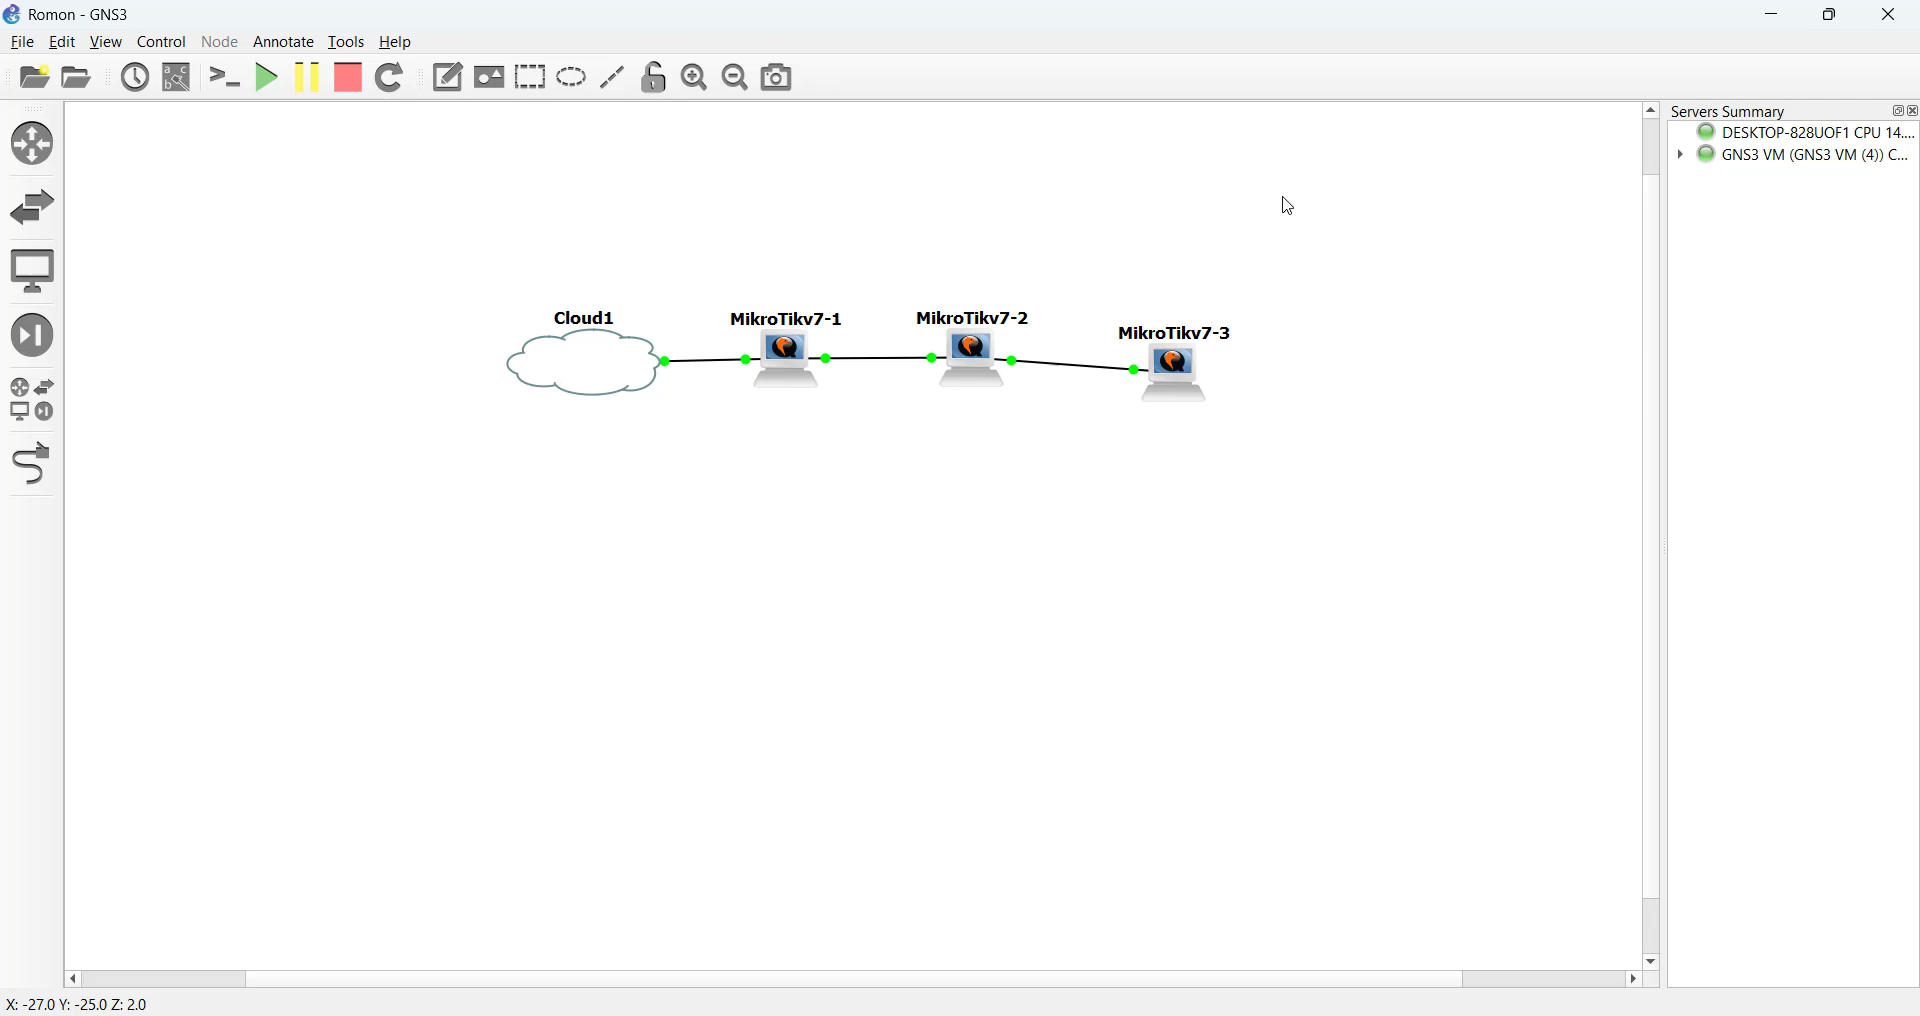 Romon - GNS3
File Edit View Control Node Annotate Tools Help
Servers Summary
DESKTOP-828UOF1 CPU 14....
GNS3 VM (GNS3 VM (4)) C...
Cloud1
MikroTikv7-1
MikroTikv7-2
MikroTikv7-3
X: -27.0 Y: -25.0 Z: 2.0